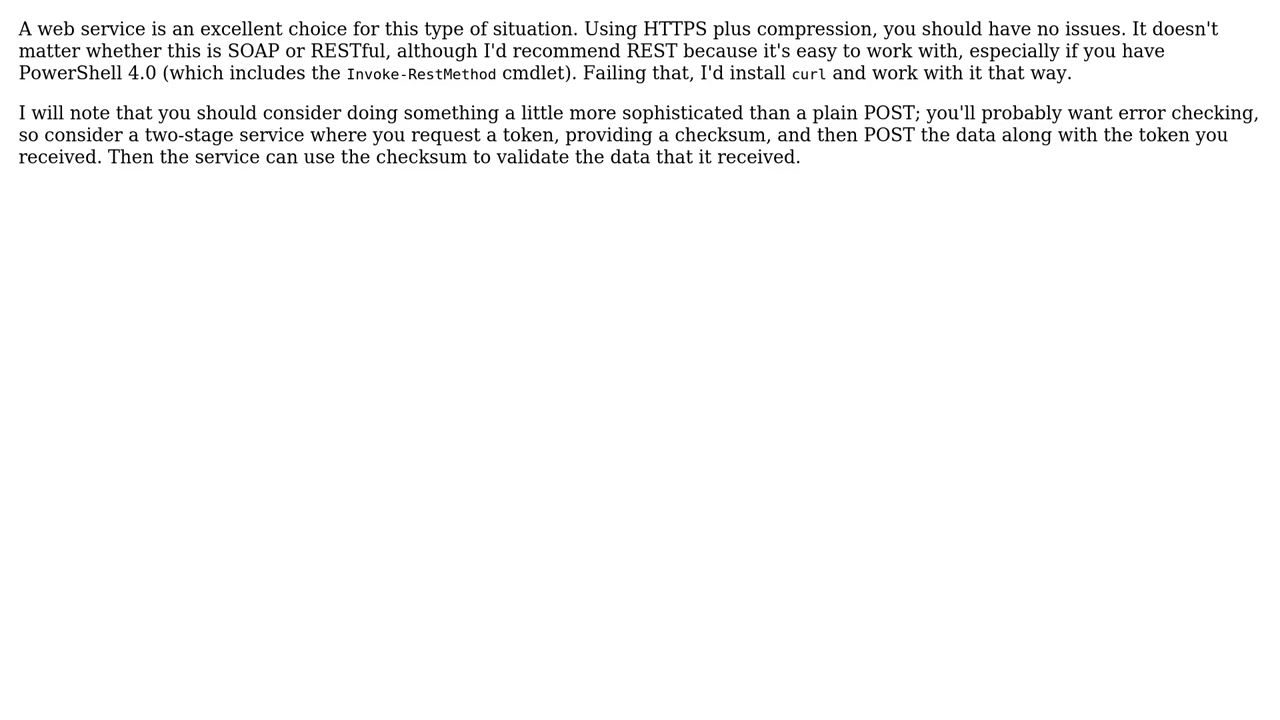 A web service is an excellent choice for this type of situation. Using HTTPS plus compression, you should have no issues. It doesn't
matter whether this is SOAP or RESTful, although I'd recommend REST because it's easy to work with, especially if you have
PowerShell 4.0 (which includes the Invoke-RestMethod cmdlet). Failing that, I'd install curl and work with it that way.
I will note that you should consider doing something a little more sophisticated than a plain POST; you'll probably want error checking,
so consider a two-stage service where you request a token, providing a checksum, and then POST the data along with the token you
received. Then the service can use the checksum to validate the data that it received.